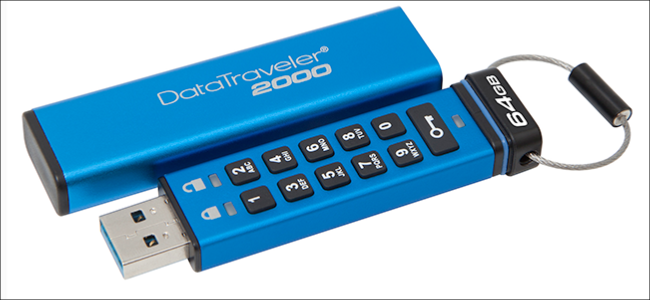 DataTraveler®
2000
64GB
2 ABC
4 GHI
6 MNO
8 TUV
0
1
3 DEF
5 JKL
7 PQRS
9 WXYZ